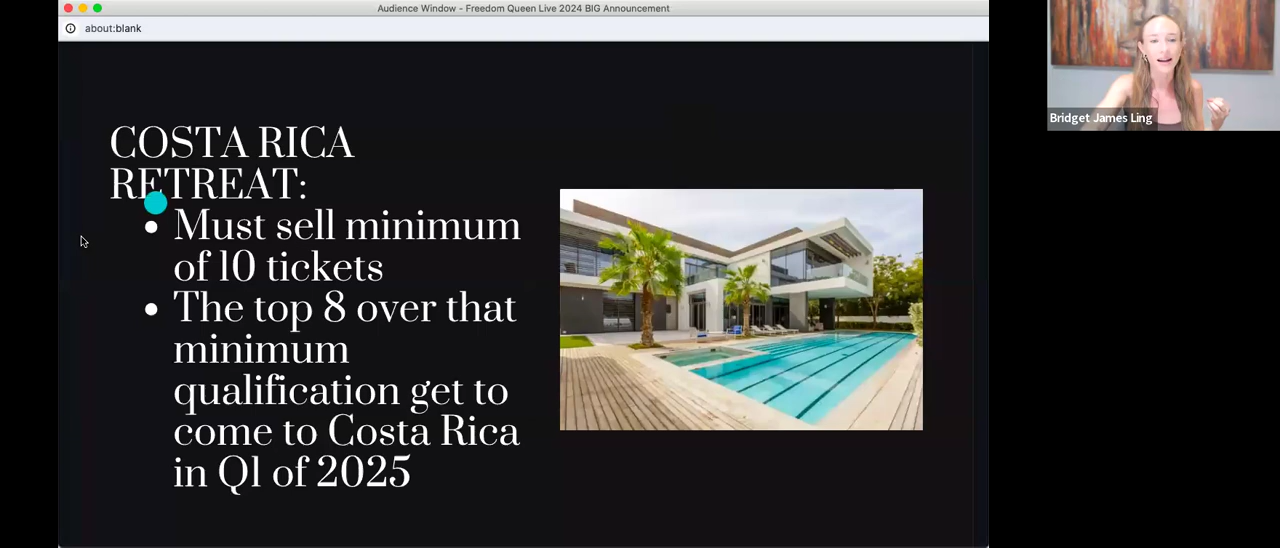 Audience Window - Freedom Queen Live 2024 BIG Announcement
about:blank
Bridget James Ling
COSTA RICA
RETREAT:
• Must sell minimum
of 10 tickets
• The top 8 over that
minimum
qualification get to
come to Costa Rica
in Q1 of 2025